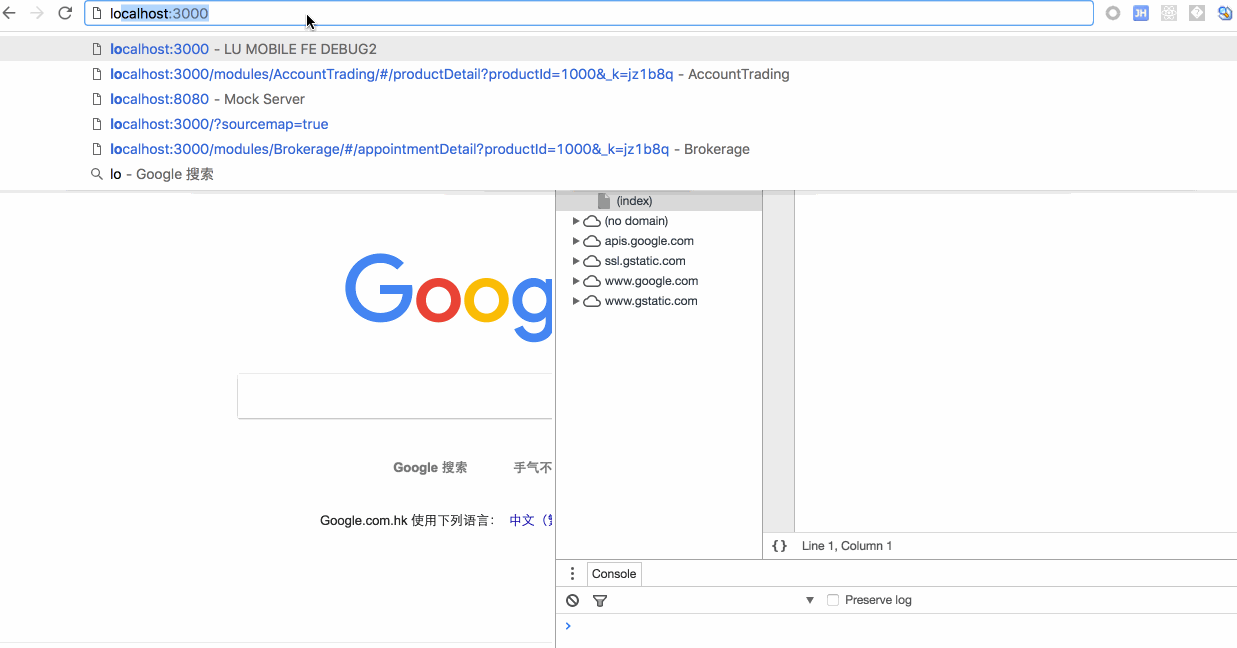 localhost:3000
JH
localhost:3000 - LU MOBILE FE DEBUG2
localhost:3000/modules/AccountTrading/#/productDetail?productId=1000&_k=jz1b8q - AccountTrading
localhost:8080 - Mock Server
localhost:3000/?sourcemap=true
localhost:3000/modules/Brokerage/#/appointmentDetail?productId=1000&_k=jz1b8q - Brokerage
lo - Google 搜索
(index)
(no domain)
apis.google.com
ssl.gstatic.com
www.google.com
www.gstatic.com
Goog
Google 搜索
手气不
Google.com.hk 使用下列语言： 中文（
{} Line 1, Column 1
Console
Preserve log